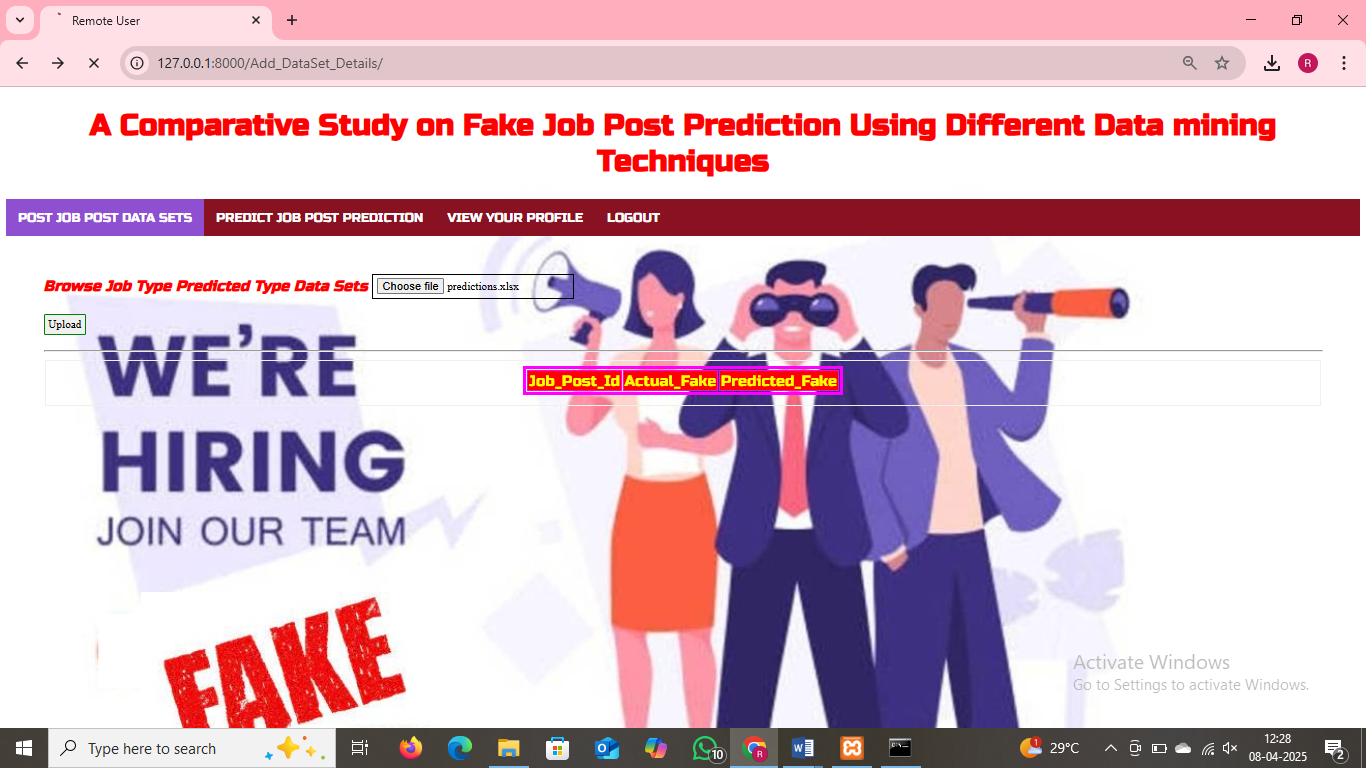 Remote User
127.0.0.1:8000/Add_DataSet_Details/
R
A Comparative Study on Fake Job Post Prediction Using Different Data mining
Techniques
POST JOB POST DATA SETS PREDICT JOB POST PREDICTION VIEW YOUR PROFILE LOGOUT
Browse Job Type Predicted Type Data Sets Choose file predictions.xlsx
Upload
Job_Post_Id Actual_Fake Predicted_Fake
WE'RE
HIRING
JOIN OUR TEAM
FAKE
Activate Windows
Go to Settings to activate Windows.
Type here to search 10 R 1 29°C 12:28
08-04-2025 2